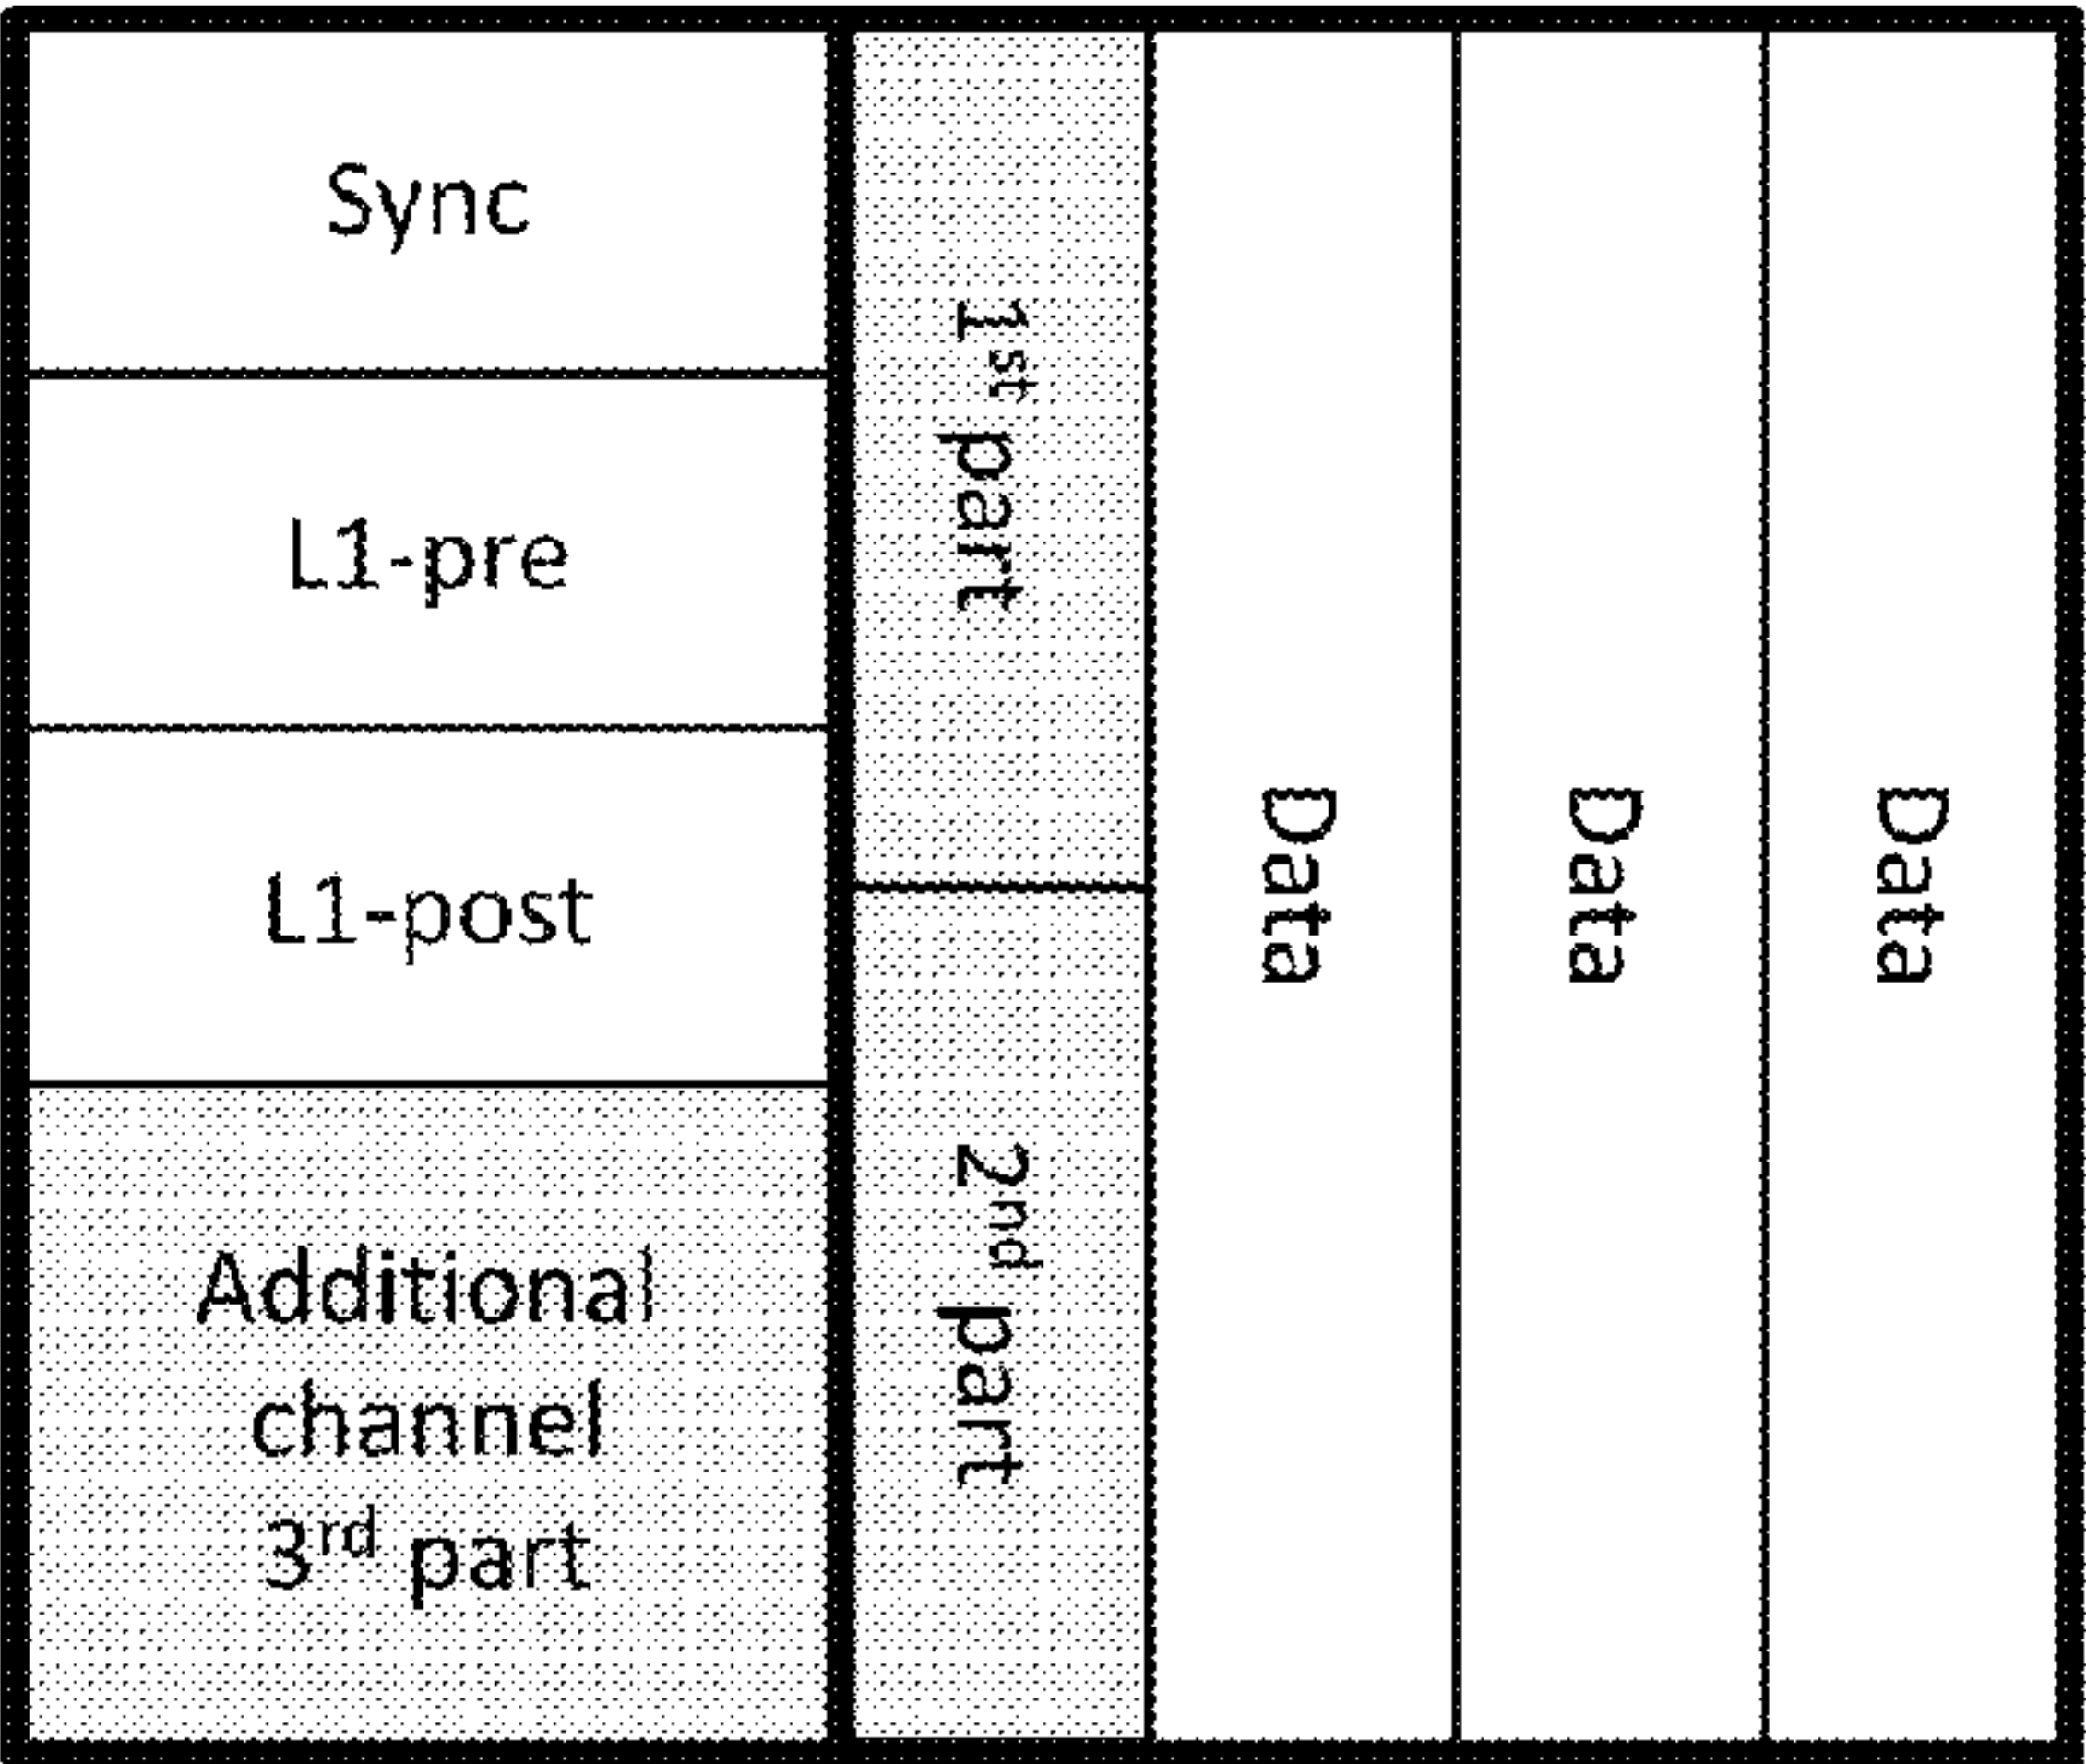 Sync
L1-pre
L1-post
Additional
channel
3rd part
1st part
2nd part
Data
Data
Data